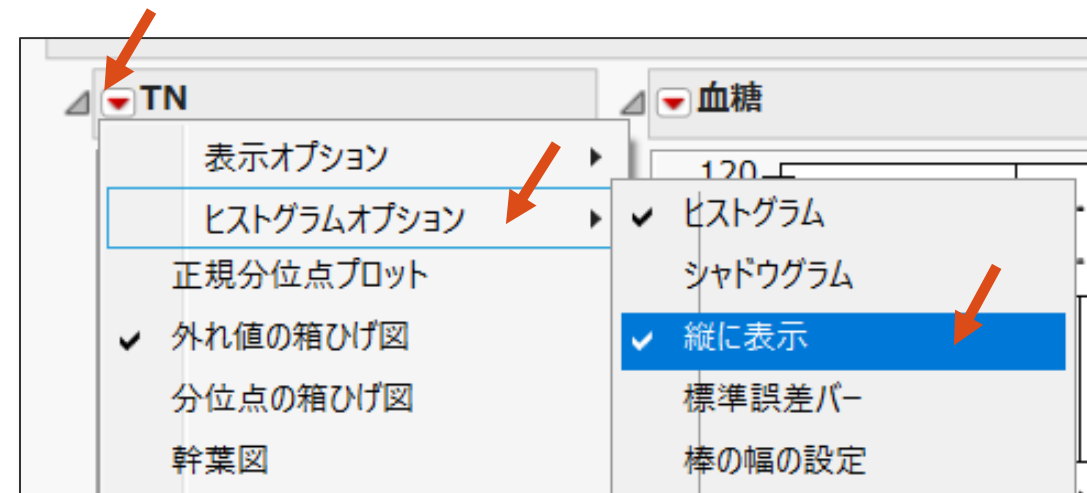 TN
血糖
表示オプション
120
ヒストグラムオプション
ヒストグラム
正規分位点プロット
シャドウグラム
外れ値の箱ひげ図
縦に表示
分位点の箱ひげ図
標準誤差バー
幹葉図
棒の幅の設定